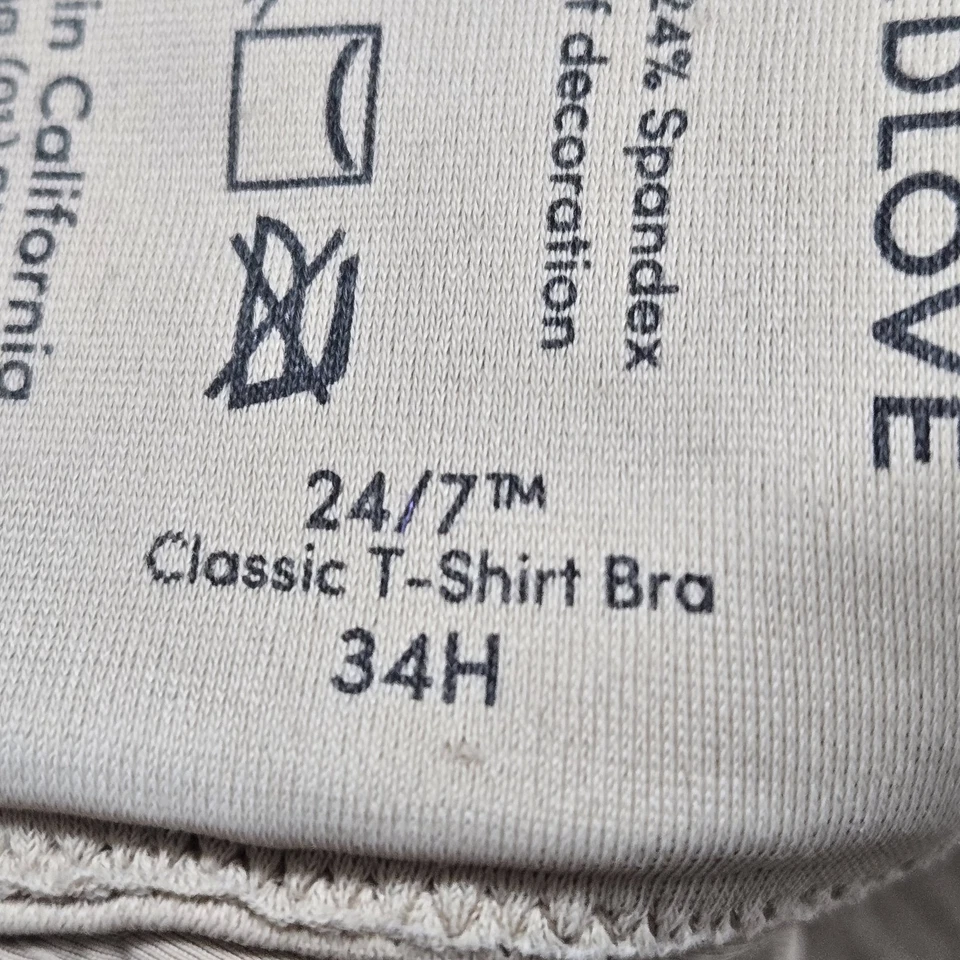 24/7™
Classic T-Shirt Bra
34H
DLOVE
24% Spandex
f decoration
in California